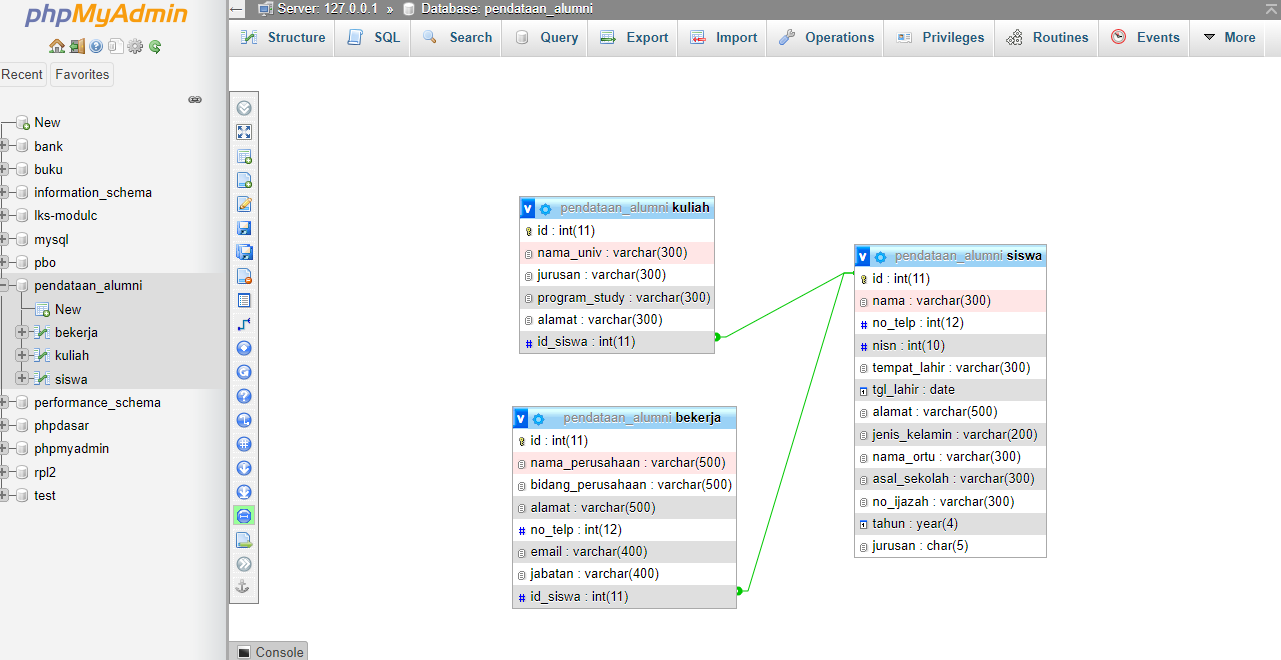 phpMyAdmin
Recent
Favorites
New
bank
buku
information_schema
lks-modulc
mysql
pbo
pendataan_alumni
New
bekerja
kuliah
siswa
performance_schema
phpdasar
phpmyadmin
rpl2
test
Server: 127.0.0.1 » Database: pendataan_alumni
Structure
SQL
Search
Query
Export
Import
Operations
Privileges
Routines
Events
More
v pendataan_alumni kuliah
id : int(11)
nama_univ : varchar(300)
jurusan : varchar(300)
program_study : varchar(300)
alamat : varchar(300)
# id_siswa : int(11)
v pendataan_alumni bekerja
id : int(11)
nama_perusahaan : varchar(500)
bidang_perusahaan : varchar(500)
alamat : varchar(500)
# no_telp : int(12)
email : varchar(400)
jabatan : varchar(400)
# id_siswa : int(11)
v pendataan_alumni siswa
id : int(11)
nama : varchar(300)
# no_telp : int(12)
# nisn : int(10)
tempat_lahir : varchar(300)
tgl_lahir : date
alamat : varchar(500)
jenis_kelamin : varchar(200)
nama_ortu : varchar(300)
asal_sekolah : varchar(300)
no_ijazah : varchar(300)
tahun : year(4)
jurusan : char(5)
Console